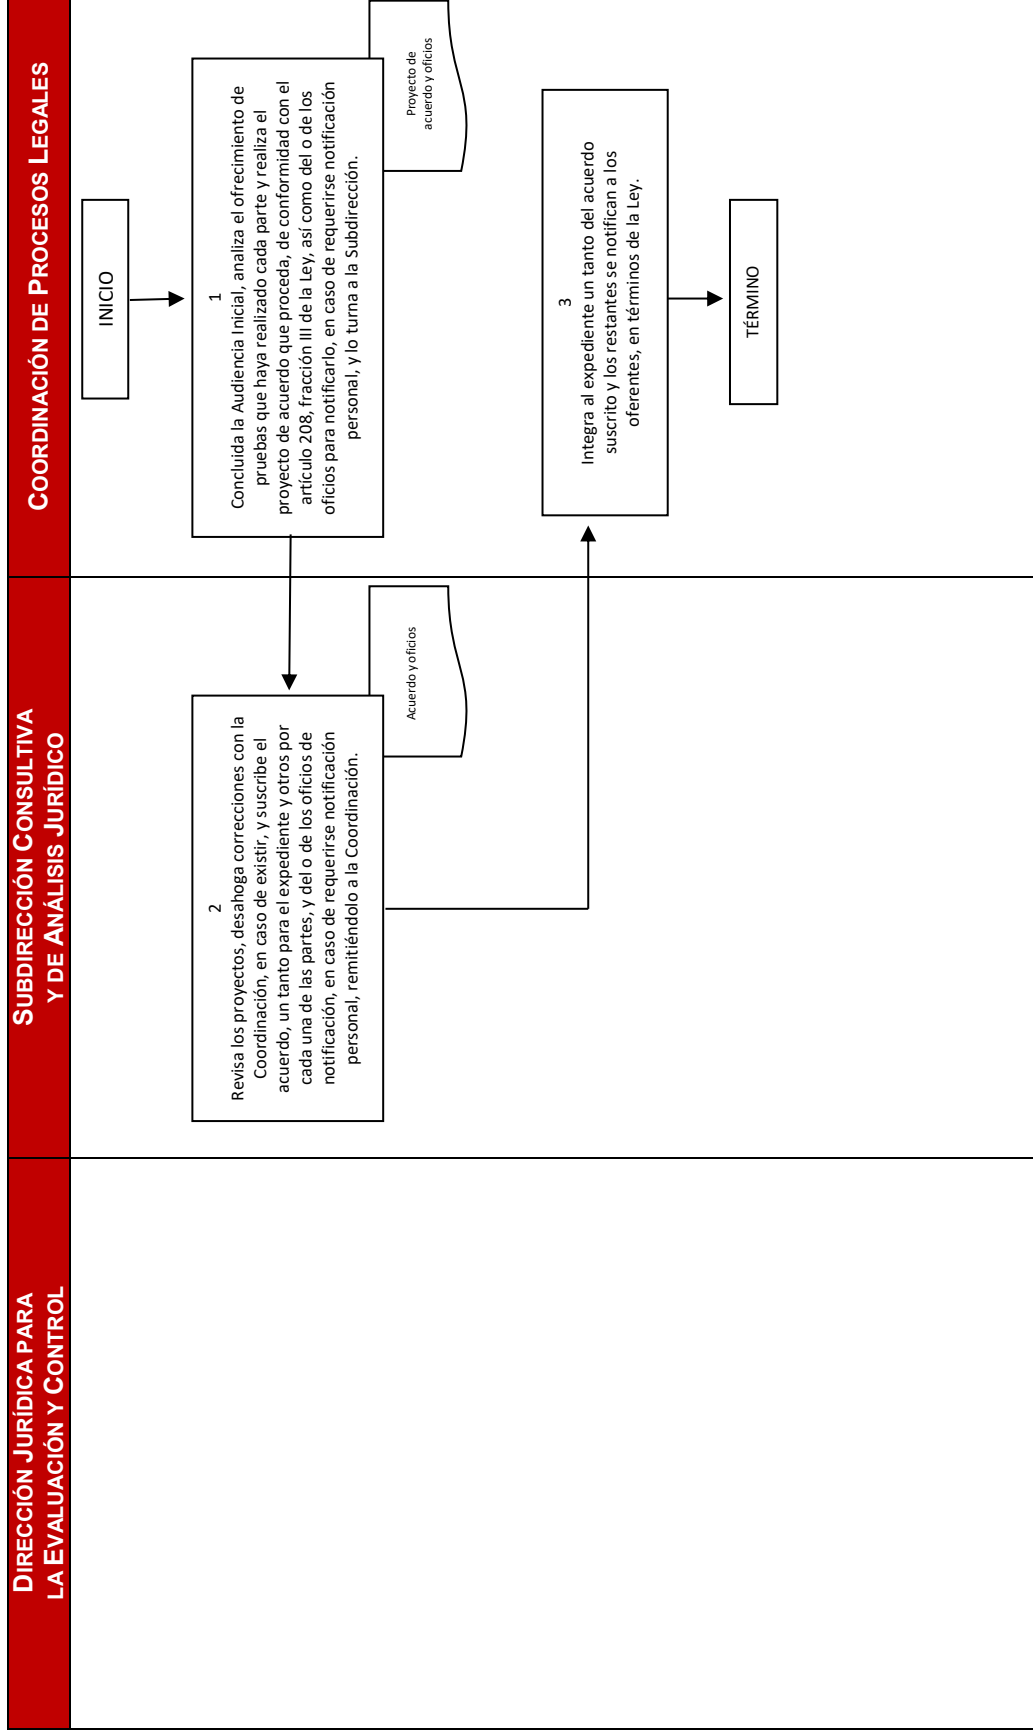 DIRECCIÓN JURÍDICA PARA
LA EVALUACIÓN Y CONTROL
SUBDIRECCIÓN CONSULTIVA
Y DE ANÁLISIS JURÍDICO
COORDINACIÓN DE PROCESOS LEGALES
INICIO
1
Concluida la Audiencia Inicial, analiza el ofrecimiento de
pruebas que haya realizado cada parte y realiza el
proyecto de acuerdo que proceda, de conformidad con el
artículo 208, fracción III de la Ley, así como del o de los
oficios para notificarlo, en caso de requerirse notificación
personal, y lo turna a la Subdirección.
Proyecto de
acuerdo y oficios
2
Revisa los proyectos, desahoga correcciones con la
Coordinación, en caso de existir, y suscribe el
acuerdo, un tanto para el expediente y otros por
cada una de las partes, y del o de los oficios de
notificación, en caso de requerirse notificación
personal, remitiéndolo a la Coordinación.
Acuerdo y oficios
3
Integra al expediente un tanto del acuerdo
suscrito y los restantes se notifican a los
oferentes, en términos de la Ley.
TÉRMINO